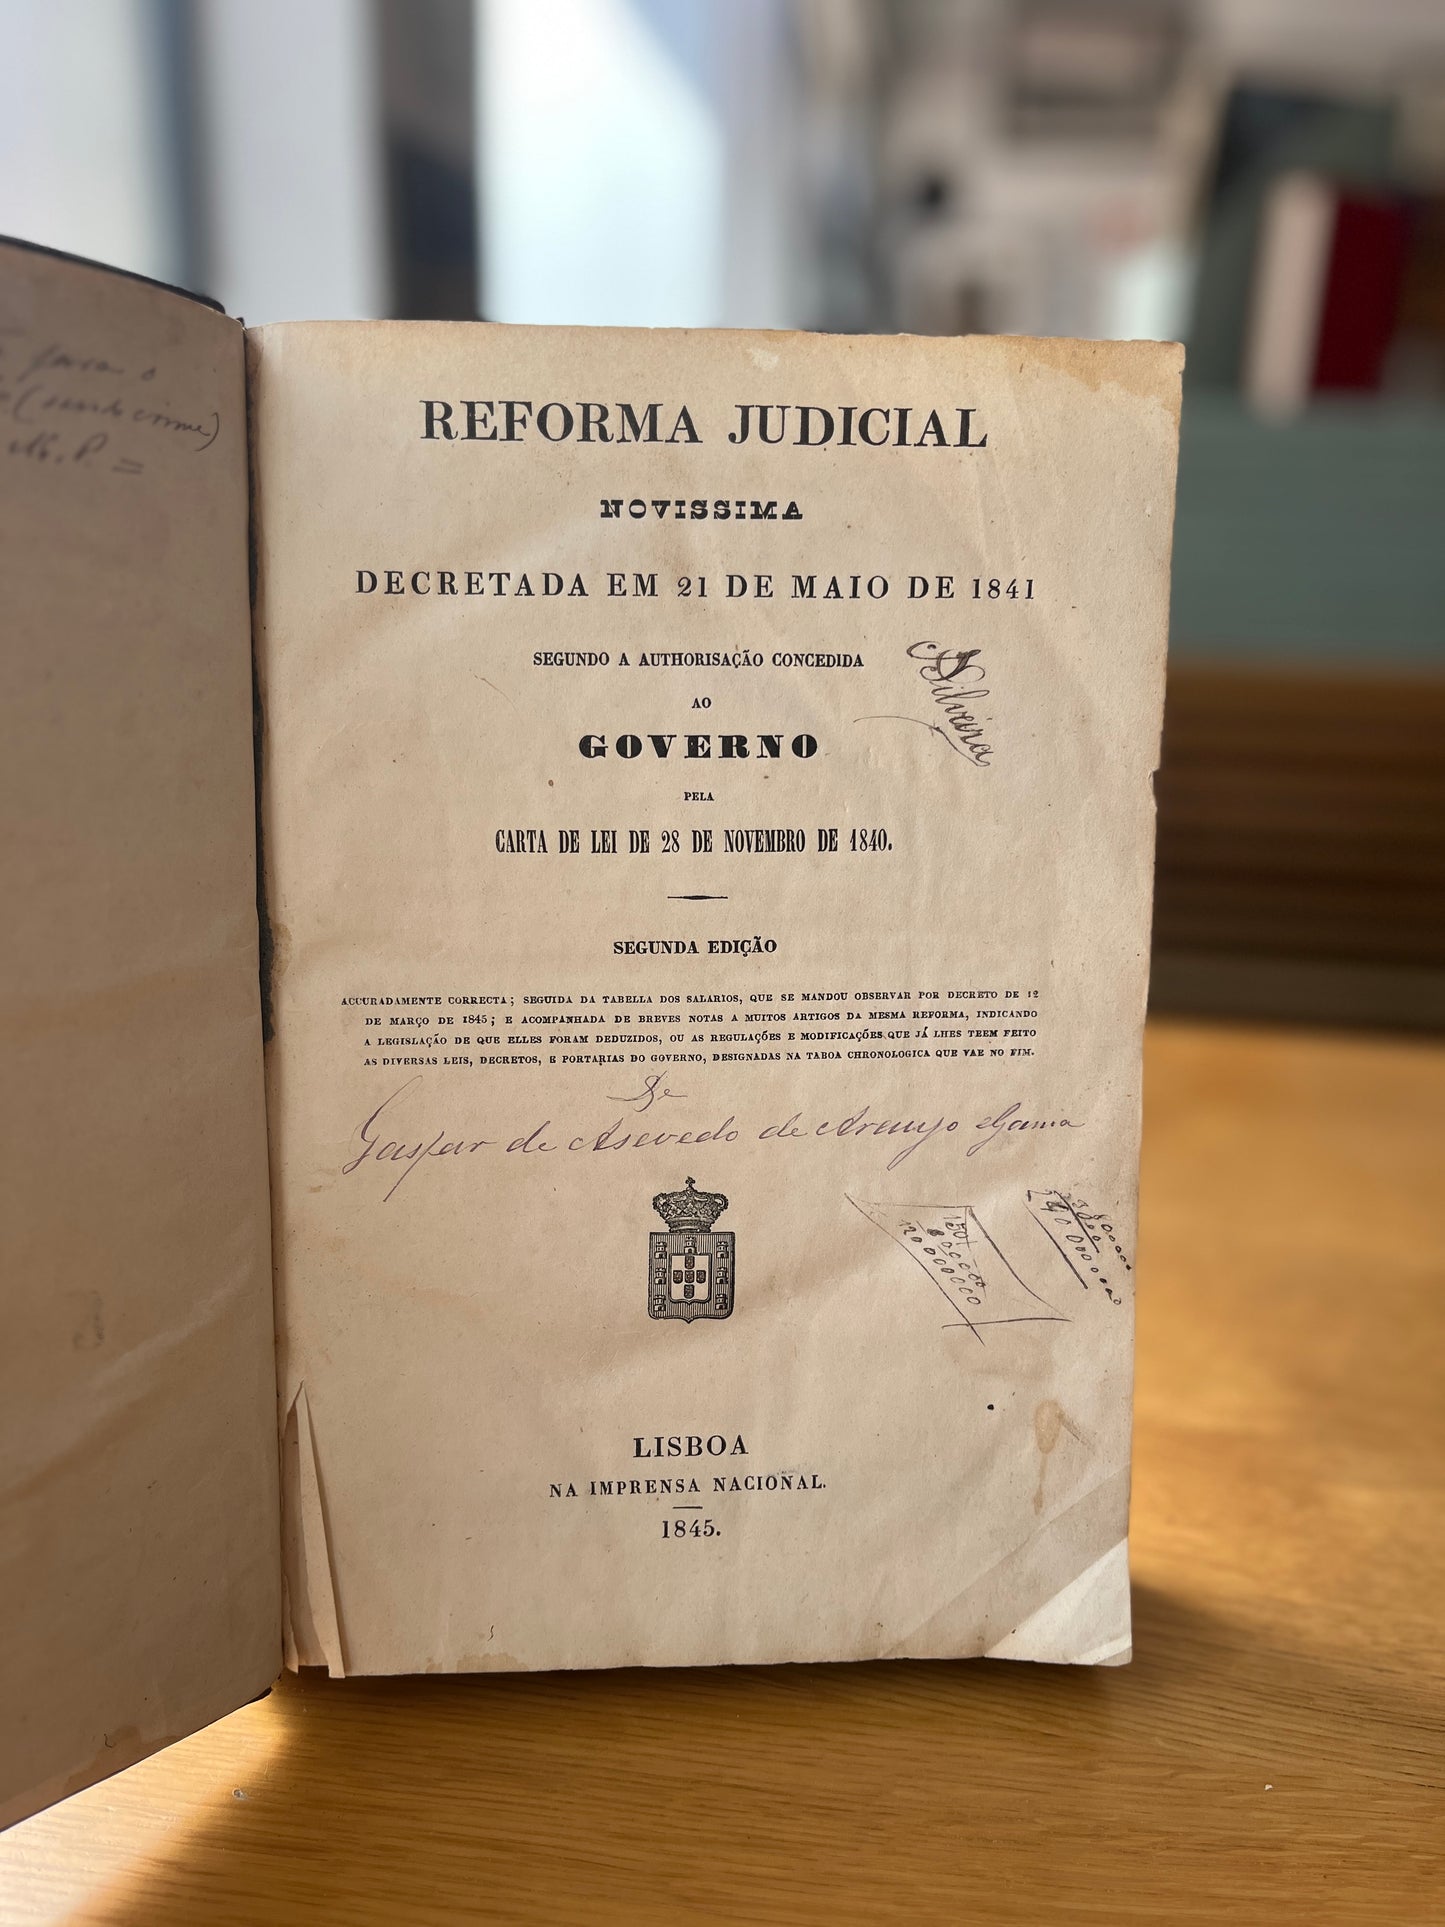 para o
(sendo crime)
M. P. =
REFORMA JUDICIAL
NOVISSIMA
DECRETADA EM 21 DE MAIO DE 1841
SEGUNDO A AUTHORISAÇÃO CONCEDIDA
AO
GOVERNO
PELA
CARTA DE LEI DE 28 DE NOVEMBRO DE 1840.
Silveira
SEGUNDA EDIÇÃO
ACCURADAMENTE CORRECTA; SEGUIDA DA TABELLA DOS SALARIOS, QUE SE MANDOU OBSERVAR POR DECRETO DE 12
DE MARÇO DE 1845; E ACOMPANHADA DE BREVES NOTAS A MUITOS ARTIGOS DA MESMA REFORMA, INDICANDO
A LEGISLAÇÃO DE QUE ELLES FORAM DEDUZIDOS, OU AS REGULAÇÕES E MODIFICAÇÕES QUE JÁ LHES TEEM FEITO
AS DIVERSAS LEIS, DECRETOS, E PORTARIAS DO GOVERNO, DESIGNADAS NA TABOA CHRONOLOGICA QUE VAE NO FIM.
De
Gaspar de Asevedo de Araujo e Gama
LISBOA
NA IMPRENSA NACIONAL.
1845.